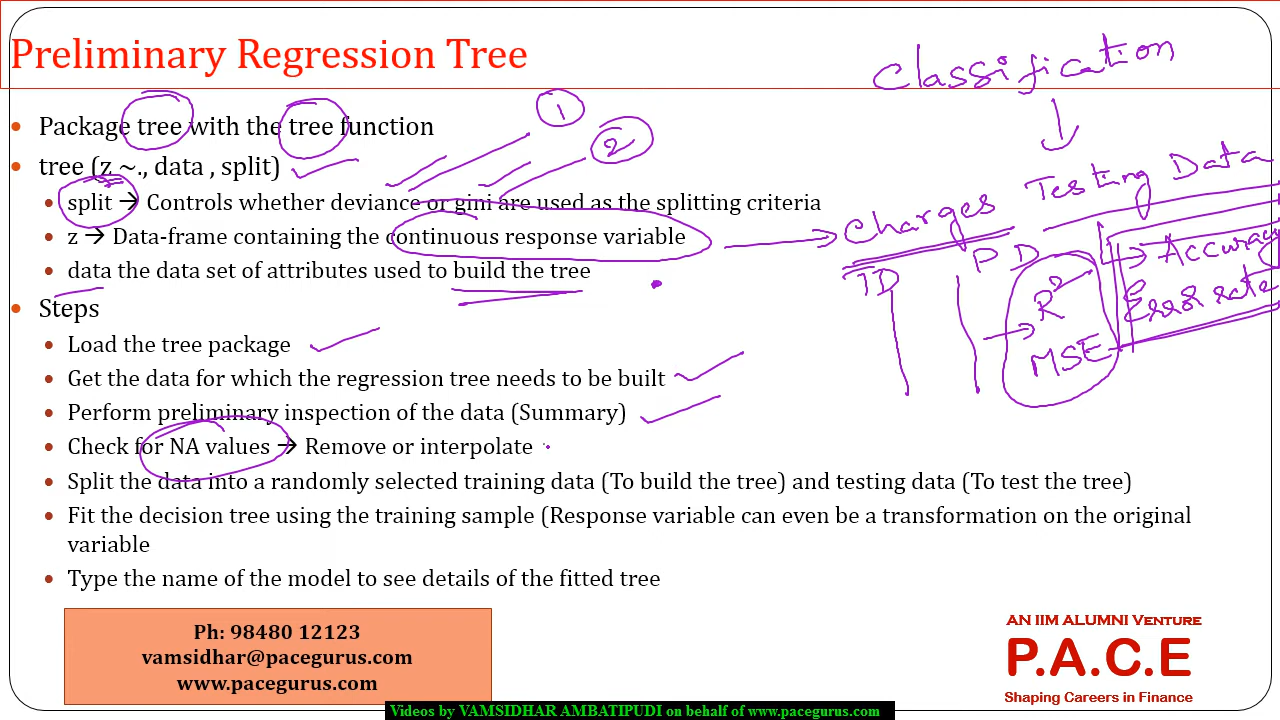 Preliminary Regression Tree
Classification
• Package tree with the tree function
1
2
• tree (z ~., data , split)
• split → Controls whether deviance or gini are used as the splitting criteria
• z → Data-frame containing the continuous response variable
• data the data set of attributes used to build the tree
Charges Testing Data
TD PD
→ Accuracy
Error rate
→ R²
MSE
• Steps
• Load the tree package
• Get the data for which the regression tree needs to be built
• Perform preliminary inspection of the data (Summary)
• Check for NA values → Remove or interpolate
• Split the data into a randomly selected training data (To build the tree) and testing data (To test the tree)
• Fit the decision tree using the training sample (Response variable can even be a transformation on the original
variable
• Type the name of the model to see details of the fitted tree
Ph: 98480 12123
vamsidhar@pacegurus.com
www.pacegurus.com
AN IIM ALUMNI VENTURE
P.A.C.E
Shaping Careers in Finance
Videos by VAMSIDHAR AMBATIPUDI on behalf of www.pacegurus.com